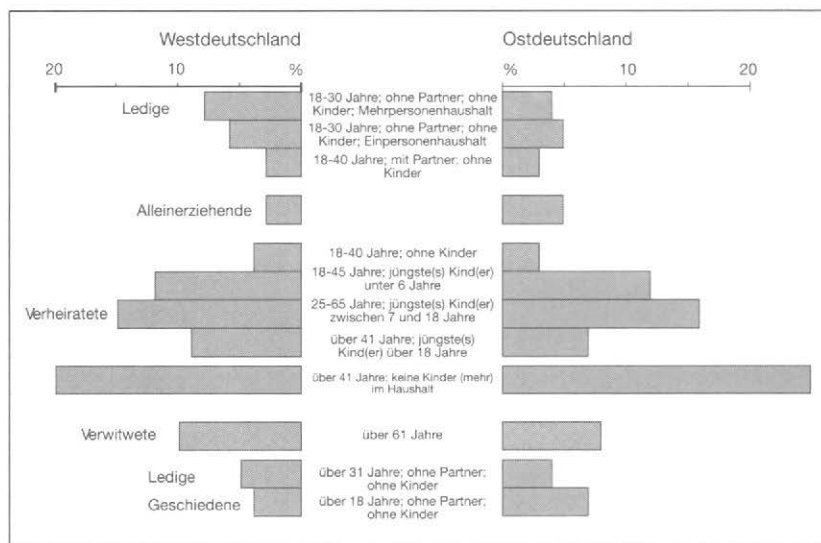 Westdeutschland
Ostdeutschland
20 10 %
% 10 20
Ledige
18-30 Jahre; ohne Partner; ohne
Kinder; Mehrpersonenhaushalt
18-30 Jahre; ohne Partner; ohne
Kinder; Einpersonenhaushalt
18-40 Jahre; mit Partner; ohne
Kinder
Alleinerziehende
Verheiratete
18-40 Jahre; ohne Kinder
18-45 Jahre; jüngste(s) Kind(er)
unter 6 Jahre
25-65 Jahre; jüngste(s) Kind(er)
zwischen 7 und 18 Jahre
über 41 Jahre; jüngste(s)
Kind(er) über 18 Jahre
über 41 Jahre; keine Kinder (mehr)
im Haushalt
Verwitwete
über 61 Jahre
Ledige
über 31 Jahre; ohne Partner;
ohne Kinder
Geschiedene
über 18 Jahre; ohne Partner;
ohne Kinder